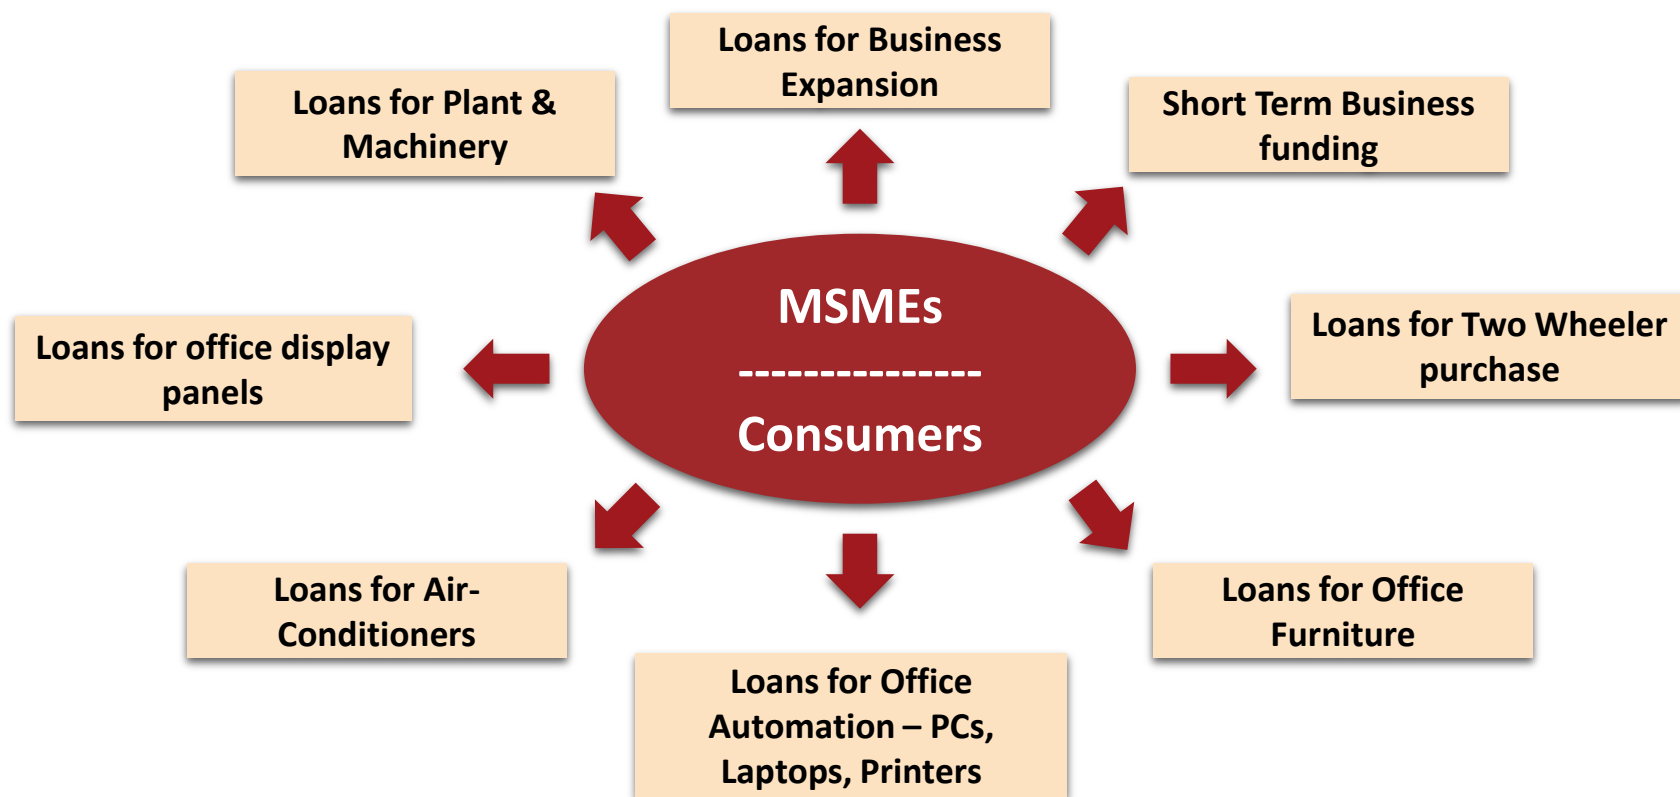 Loans for Business
Expansion
Loans for Plant &
Machinery
Short Term Business
funding
MSMEs
---------------
Consumers
Loans for office display
panels
Loans for Two Wheeler
purchase
Loans for Air-
Conditioners
Loans for Office
Furniture
Loans for Office
Automation – PCs,
Laptops, Printers